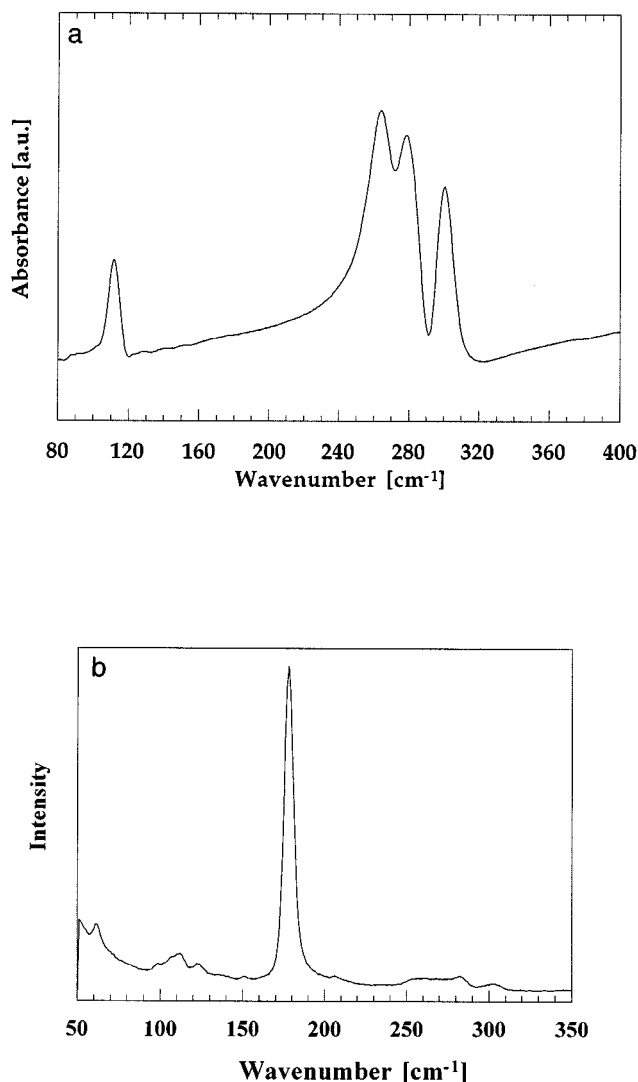 a
Absorbance [a.u.]
80 120 160 200 240 280 320 360 400
Wavenumber [cm-1]
b
Intensity
50 100 150 200 250 300 350
Wavenumber [cm-1]